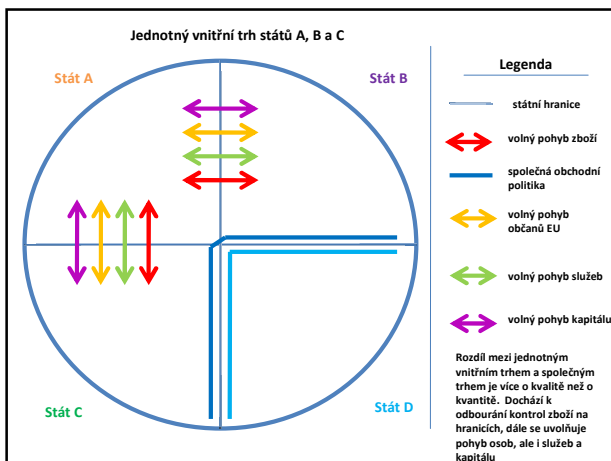 Jednotný vnitřní trh států A, B a C
Stát A
Stát B
Stát C
Stát D
Legenda
státní hranice
volný pohyb zboží
společná obchodní
politika
volný pohyb
občanů EU
volný pohyb služeb
volný pohyb kapitálu
Rozdíl mezi jednotným
vnitřním trhem a společným
trhem je více o kvalitě než o
kvantitě.  Dochází k
odbourání kontrol zboží na
hranicích, dále se uvolňuje
pohyb osob, ale i služeb a
kapitálu